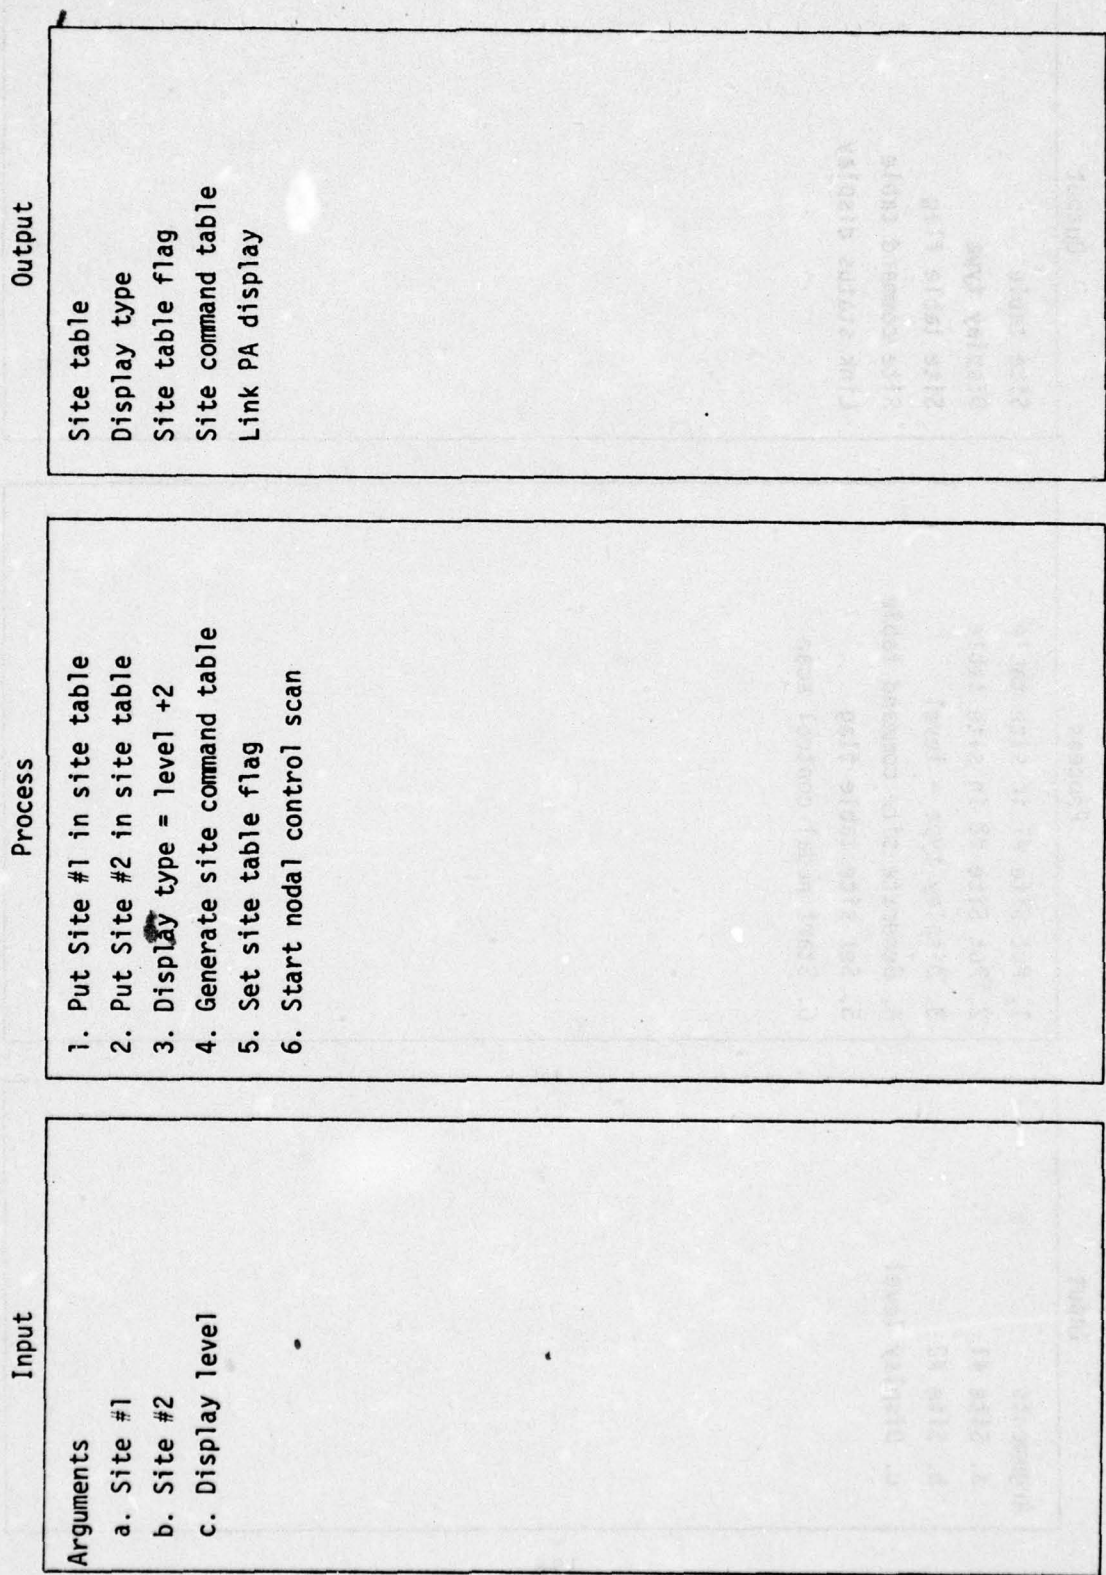 Input
Arguments
a. Site #1
b. Site #2
c. Display level
Process
1. Put Site #1 in site table
2. Put Site #2 in site table
3. Display type = level +2
4. Generate site command table
5. Set site table flag
6. Start nodal control scan
Output
Site table
Display type
Site table flag
Site command table
Link PA display